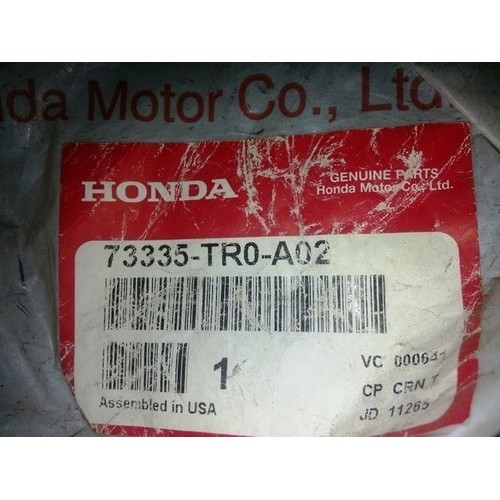 nda Motor Co., Ltd.
HONDA
GENUINE PARTS
Honda Motor Co., Ltd.
73335-TR0-A02
1
VC 000641
CP CRN T
Assembled in USA
JD 11265